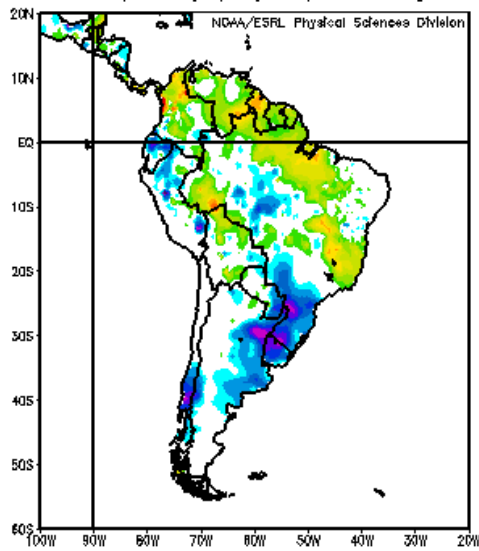 20N NOAA/ESRL Physical Sciences Division
10N
EQ
10S
20S
30S
40S
50S
60S
100W 90W 80W 70W 60W 50W 40W 30W 20W